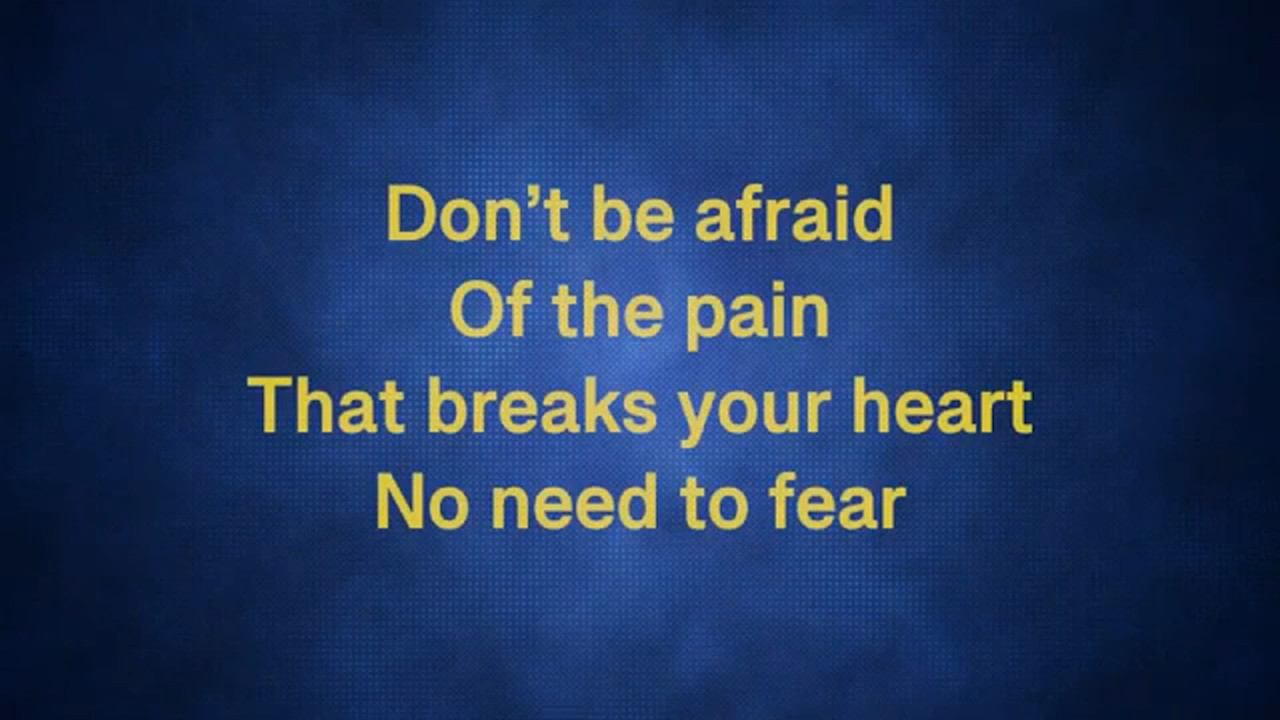 Don’t be afraid
Of the pain
That breaks your heart
No need to fear